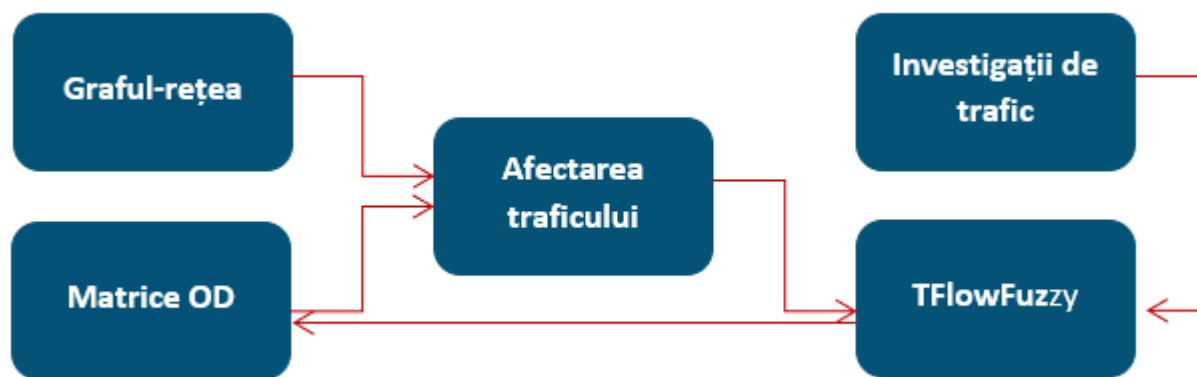 Graful-rețea
Investigații de
trafic
Afectarea
traficului
Matrice OD
TFlowFuzzy